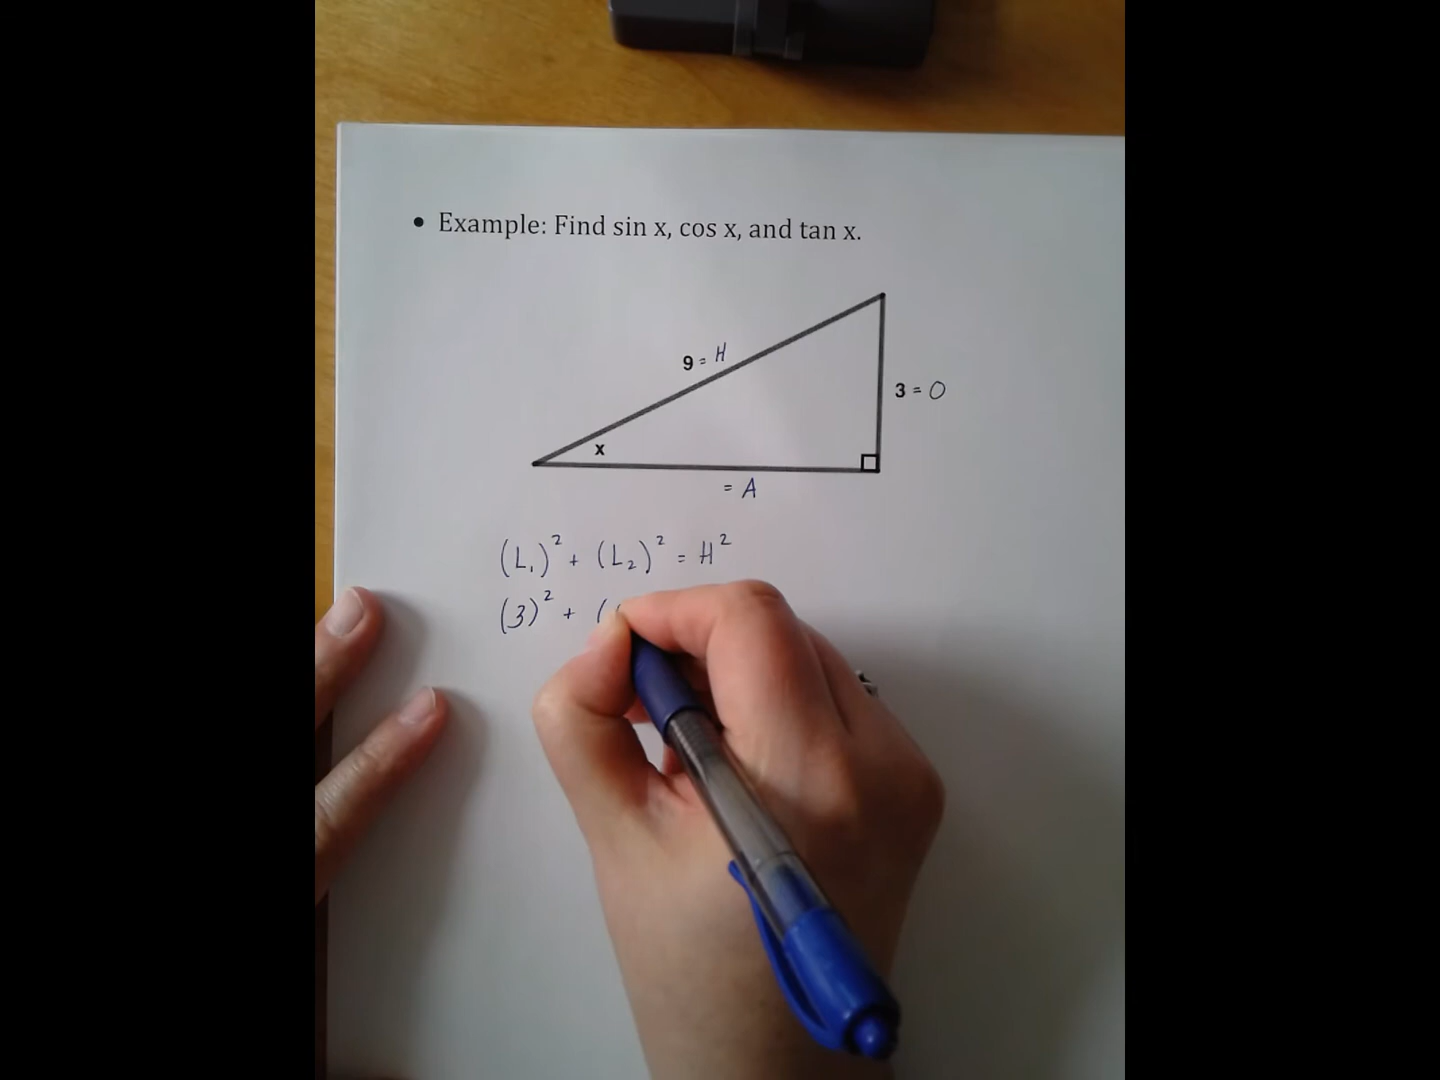 • Example: Find sin x, cos x, and tan x.
9 = H
3 = O
x
= A
(L₁)² + (L₂)² = H²
(3)² + (